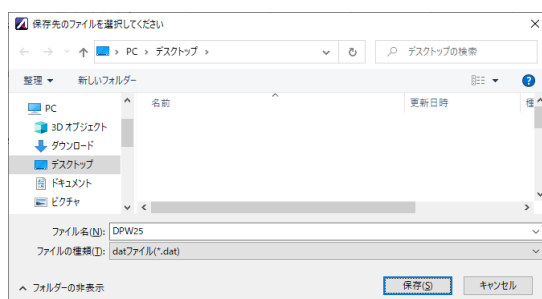 保存先のファイルを選択してください
PC > デスクトップ >
デスクトップの検索
整理 新しいフォルダー
名前 更新日時 種
PC
3D オブジェクト
ダウンロード
デスクトップ
ドキュメント
ピクチャ
ファイル名(N): DPW25
ファイルの種類(T): datファイル(*.dat)
フォルダーの非表示 保存(S) キャンセル